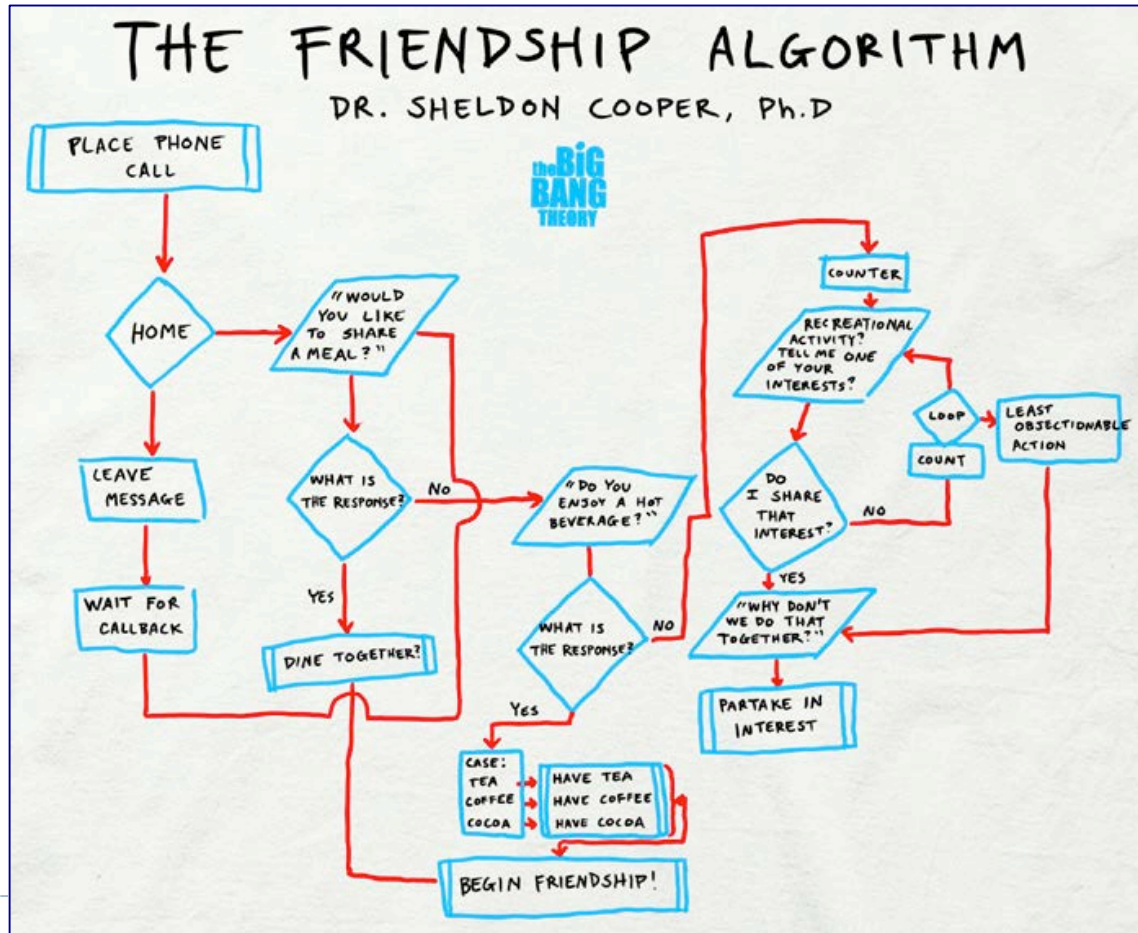 THE FRIENDSHIP ALGORITHM
DR. SHELDON COOPER, Ph.D
the BiG
BANG
THEORY
PLACE PHONE
CALL
HOME
"WOULD
YOU LIKE
TO SHARE
A MEAL?"
LEAVE
MESSAGE
WAIT FOR
CALLBACK
WHAT IS
THE RESPONSE?
NO
YES
DINE TOGETHER?
"DO YOU
ENJOY A HOT
BEVERAGE?"
WHAT IS
THE RESPONSE?
NO
YES
CASE:
TEA
COFFEE
COCOA
HAVE TEA
HAVE COFFEE
HAVE COCOA
BEGIN FRIENDSHIP!
COUNTER
RECREATIONAL
ACTIVITY?
TELL ME ONE
OF YOUR
INTERESTS?
LOOP
COUNT
LEAST
OBJECTIONABLE
ACTION
DO
I SHARE
THAT
INTEREST?
NO
YES
"WHY DON'T
WE DO THAT
TOGETHER?"
PARTAKE IN
INTEREST